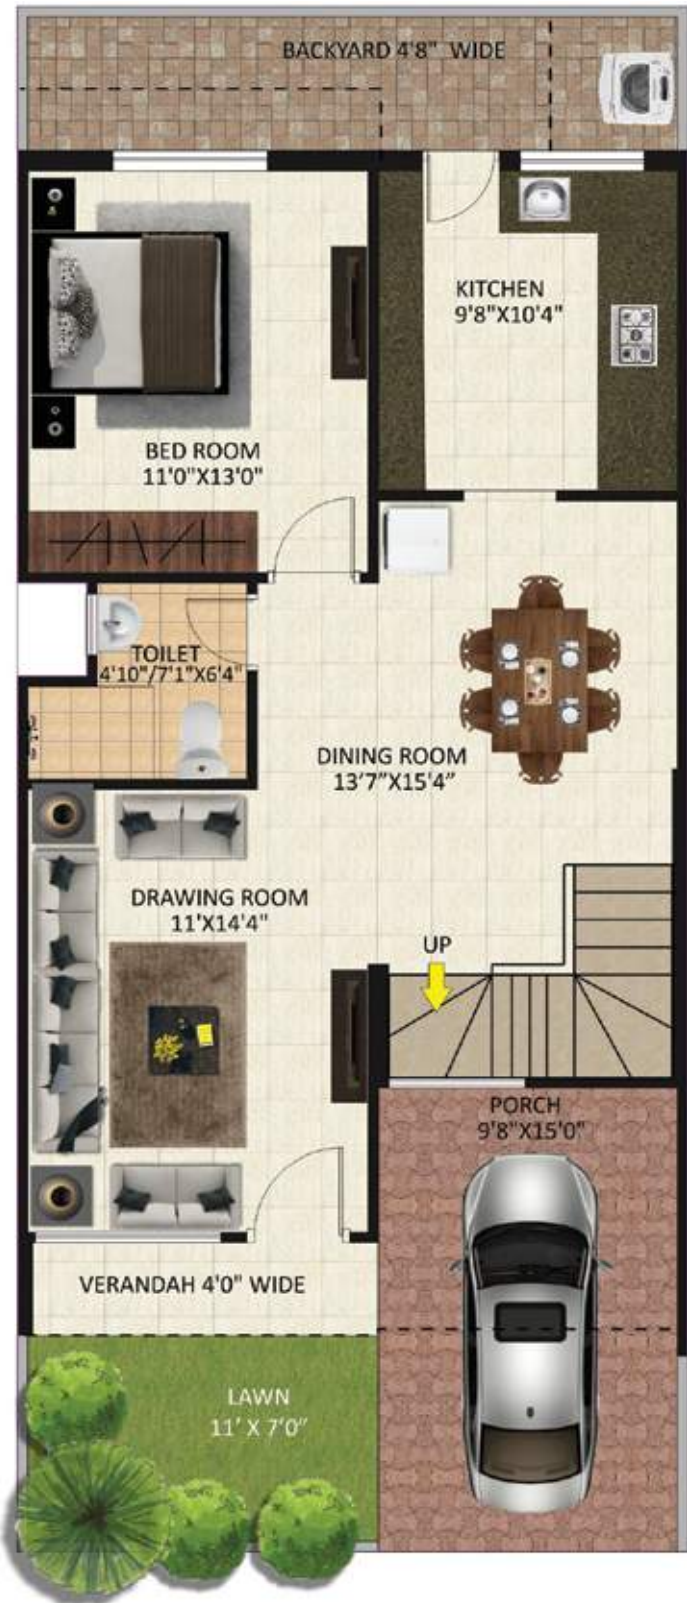 BACKYARD 4'8" WIDE
KITCHEN
9'8"X10'4"
BED ROOM
11'0"X13'0"
TOILET
4'10"/7'1"X6'4"
DINING ROOM
13'7"X15'4"
DRAWING ROOM
11'X14'4"
UP
PORCH
9'8"X15'0"
VERANDAH 4'0" WIDE
LAWN
11' X 7'0"